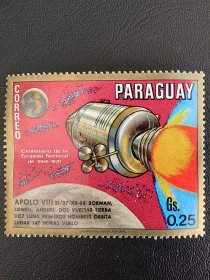 PARAGUAY
CORREO
Centenario de la
Epopeya Nacional
de 1864-1870
APOLO VIII 21/27-XII-68 BORMAN,
LOWELL, ANDERS DOS VUELTAS TIERRA
DIEZ LUNA PRIMEROS HOMBRES ORBITA
LUNAR 147 HORAS VUELO
Gs.
0.25